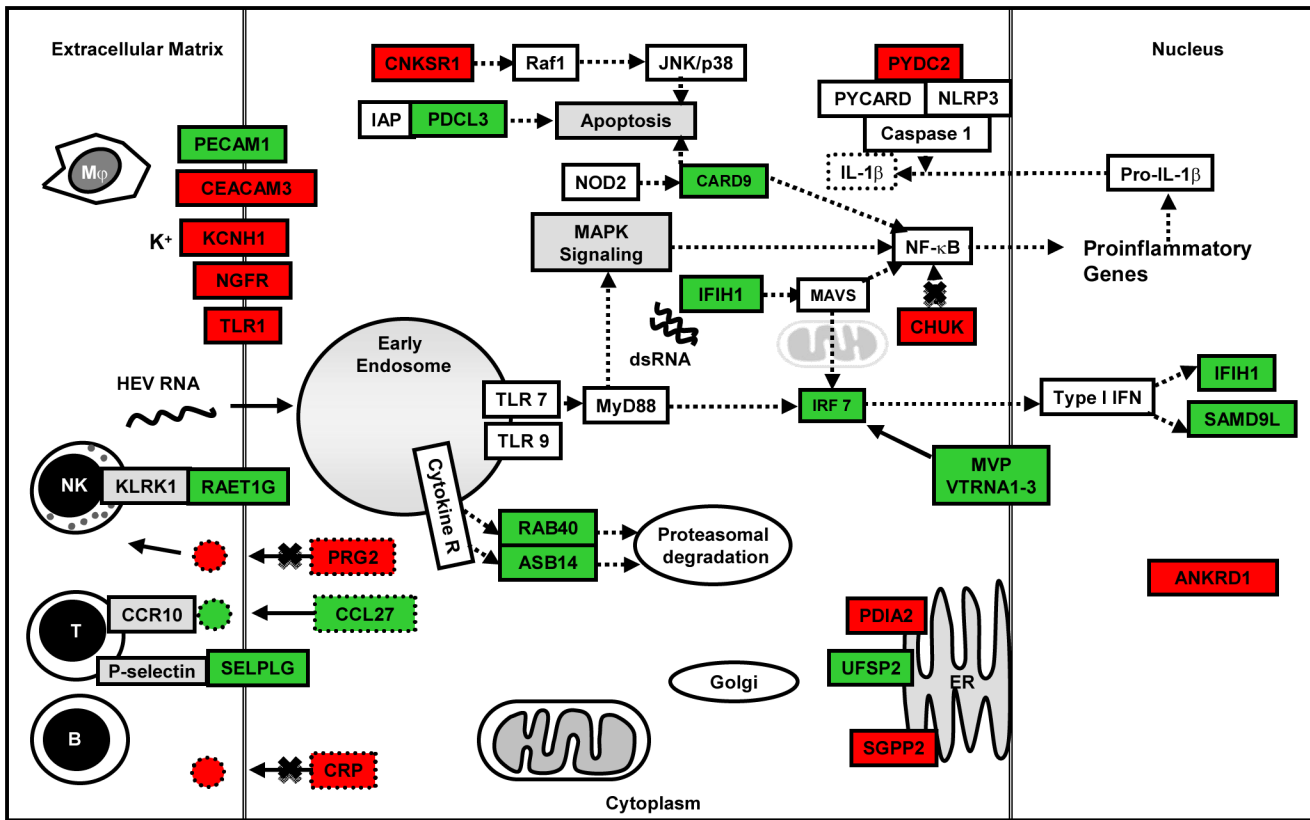 Extracellular Matrix
Nucleus
CNKSR1
Raf1
JNK/p38
PYDC2
PYCARD
NLRP3
IAP
PDCL3
Apoptosis
Caspase 1
PECAM1
Mφ
CEACAM3
NOD2
CARD9
IL-1β
Pro-IL-1β
K⁺
KCNH1
MAPK
Signaling
NF-κB
Proinflammatory
Genes
NGFR
IFIH1
MAVS
TLR1
CHUK
dsRNA
Early
Endosome
HEV RNA
TLR 7
MyD88
IRF 7
Type I IFN
IFIH1
SAMD9L
TLR 9
NK
KLRK1
RAET1G
MVP
VTRNA1-3
Cytokine R
RAB40
ASB14
Proteasomal
degradation
PRG2
ANKRD1
T
CCR10
CCL27
PDIA2
P-selectin
SELPLG
UFSP2
ER
Golgi
B
SGPP2
CRP
Cytoplasm